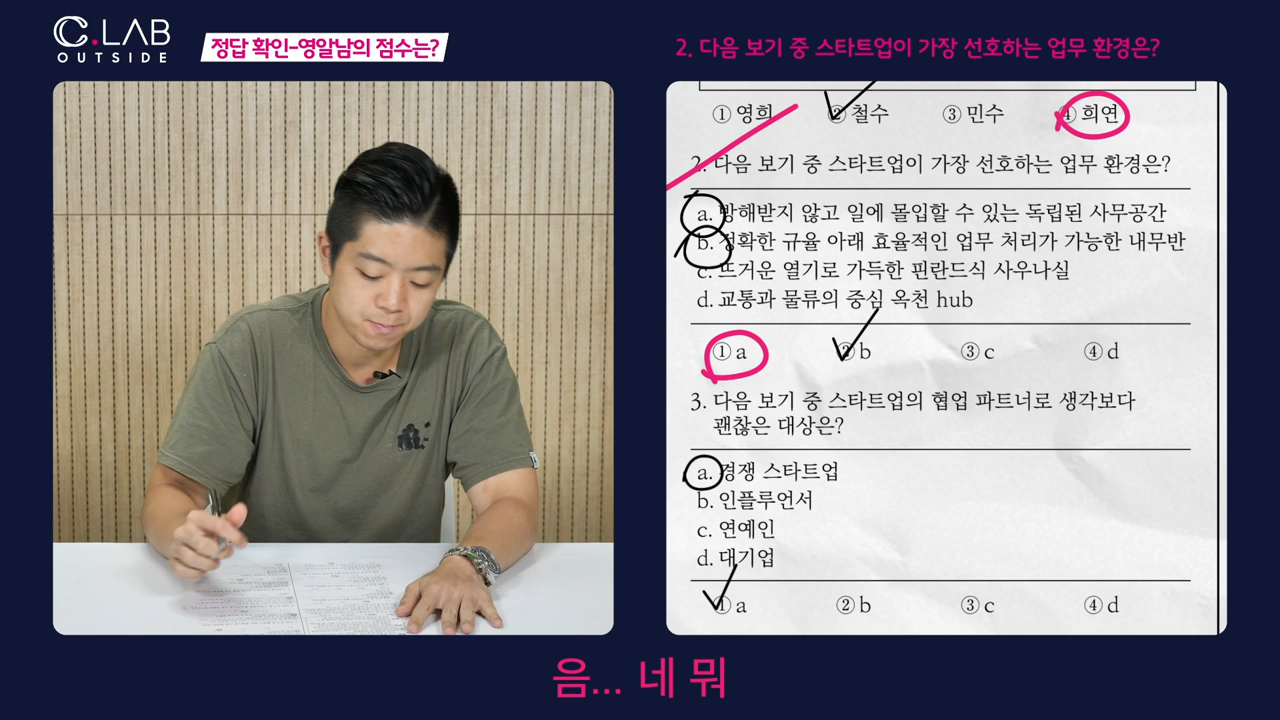 C.LAB
OUTSIDE
정답 확인-영알남의 점수는?
2. 다음 보기 중 스타트업이 가장 선호하는 업무 환경은?
① 영희 ② 철수 ③ 민수 ④ 희연
2. 다음 보기 중 스타트업이 가장 선호하는 업무 환경은?
a. 방해받지 않고 일에 몰입할 수 있는 독립된 사무공간
b. 정확한 규율 아래 효율적인 업무 처리가 가능한 내무반
c. 뜨거운 열기로 가득한 핀란드식 사우나실
d. 교통과 물류의 중심 옥천 hub
① a ② b ③ c ④ d
3. 다음 보기 중 스타트업의 협업 파트너로 생각보다
괜찮은 대상은?
a. 경쟁 스타트업
b. 인플루언서
c. 연예인
d. 대기업
① a ② b ③ c ④ d
음... 네 뭐